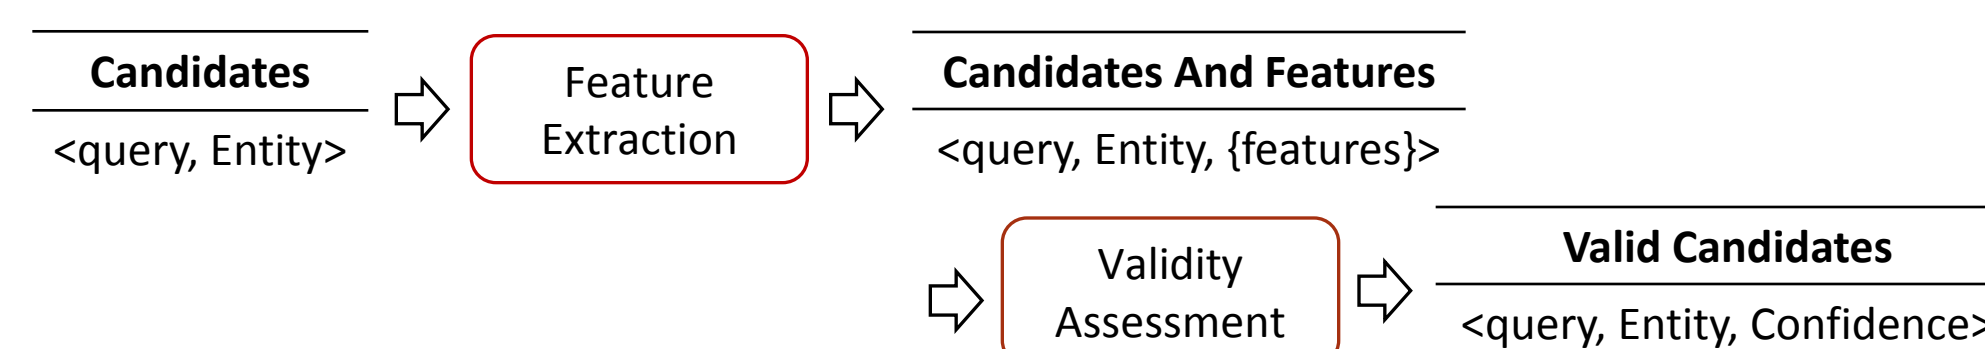 Candidates
<query, Entity>
Feature
Extraction
Candidates And Features
<query, Entity, {features}>
Validity
Assessment
Valid Candidates
<query, Entity, Confidence>